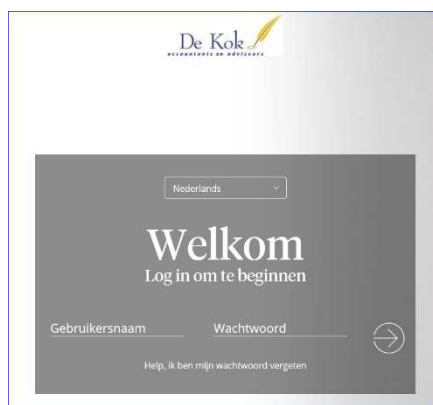 De Kok
accountants en adviseurs
Nederlands
Welkom
Log in om te beginnen
Gebruikersnaam
Wachtwoord
Help, ik ben mijn wachtwoord vergeten